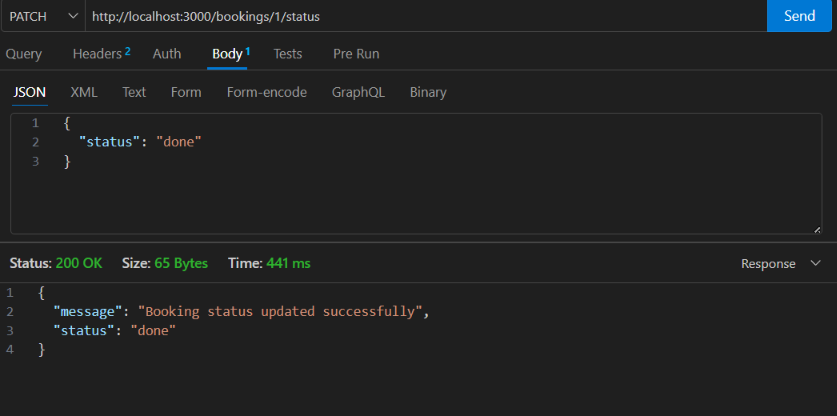 PATCH http://localhost:3000/bookings/1/status Send
Query Headers 2 Auth Body 1 Tests Pre Run
JSON XML Text Form Form-encode GraphQL Binary
1 {
2 "status": "done"
3 }
Status: 200 OK Size: 65 Bytes Time: 441 ms Response
1 {
2 "message": "Booking status updated successfully",
3 "status": "done"
4 }